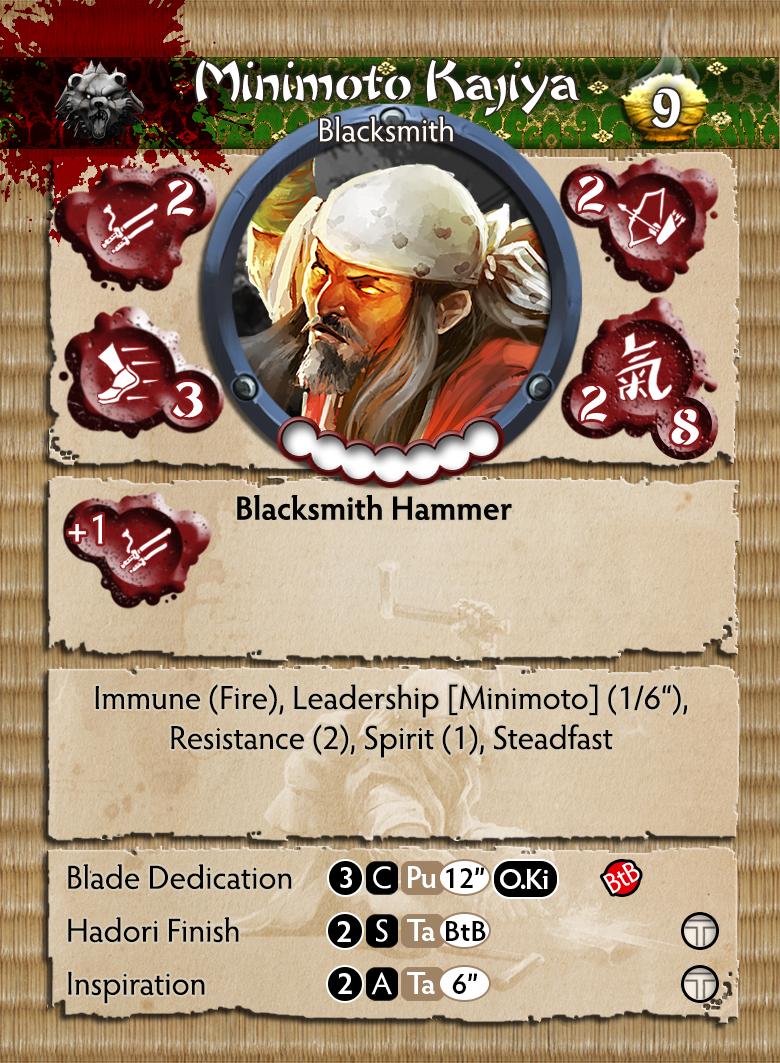 Minimoto Kajiya
9
Blacksmith
2
2
3
氣
2
8
+1
Blacksmith Hammer
Immune (Fire), Leadership [Minimoto] (1/6“),
Resistance (2), Spirit (1), Steadfast
Blade Dedication 3 C Pu 12” O.Ki BtB
Hadori Finish 2 S Ta BtB T
Inspiration 2 A Ta 6” T